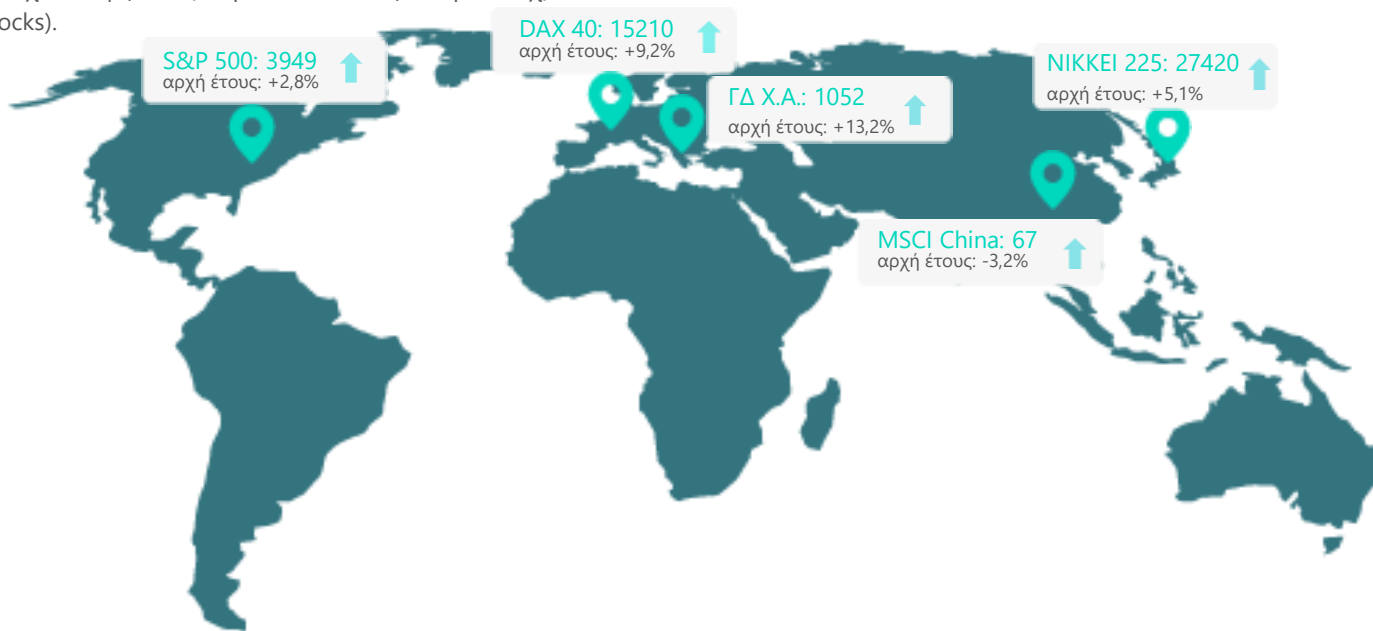 ocks).
S&P 500: 3949
αρχή έτους: +2,8%
DAX 40: 15210
αρχή έτους: +9,2%
ΓΔ Χ.Α.: 1052
αρχή έτους: +13,2%
NIKKEI 225: 27420
αρχή έτους: +5,1%
MSCI China: 67
αρχή έτους: -3,2%